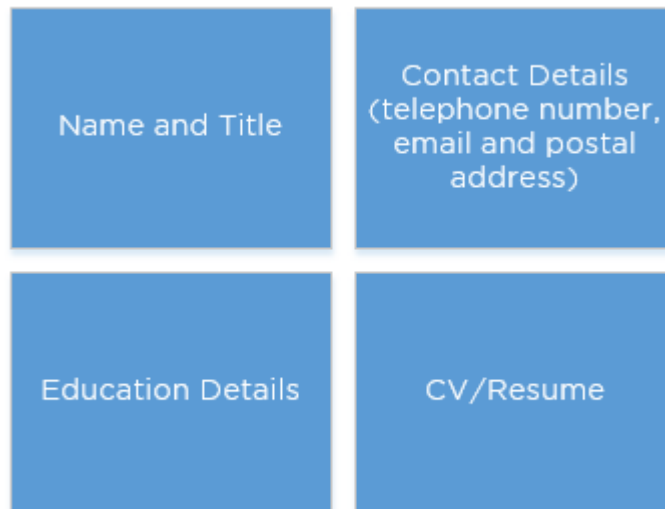 Name and Title
Contact Details
(telephone number,
email and postal
address)
Education Details
CV/Resume